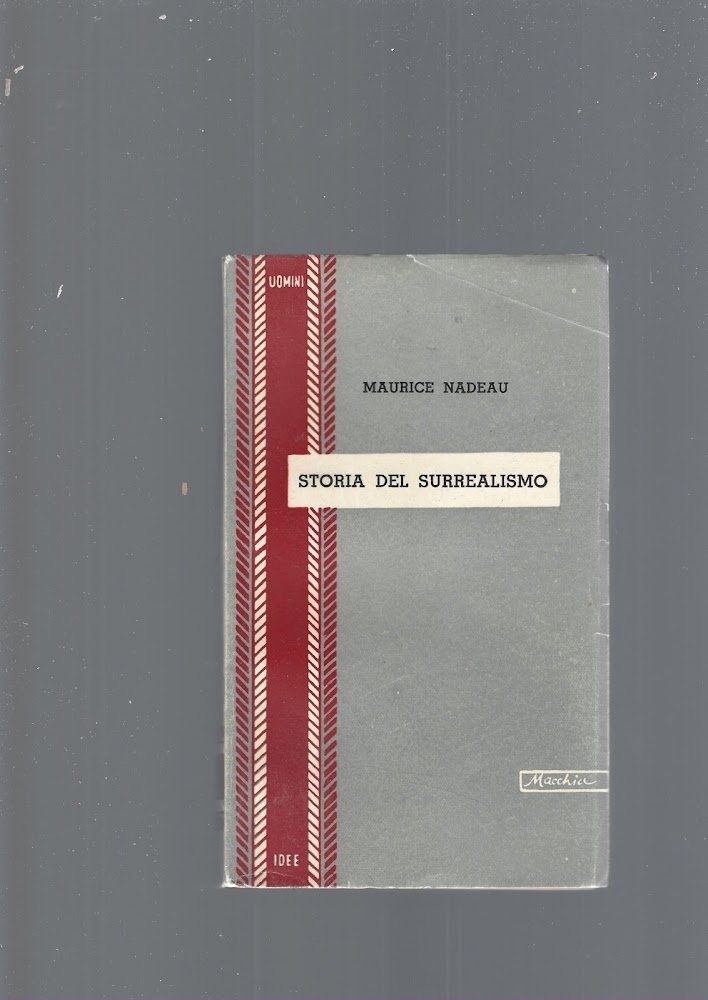 UOMINI
MAURICE NADEAU
STORIA DEL SURREALISMO
Macchia
IDEE